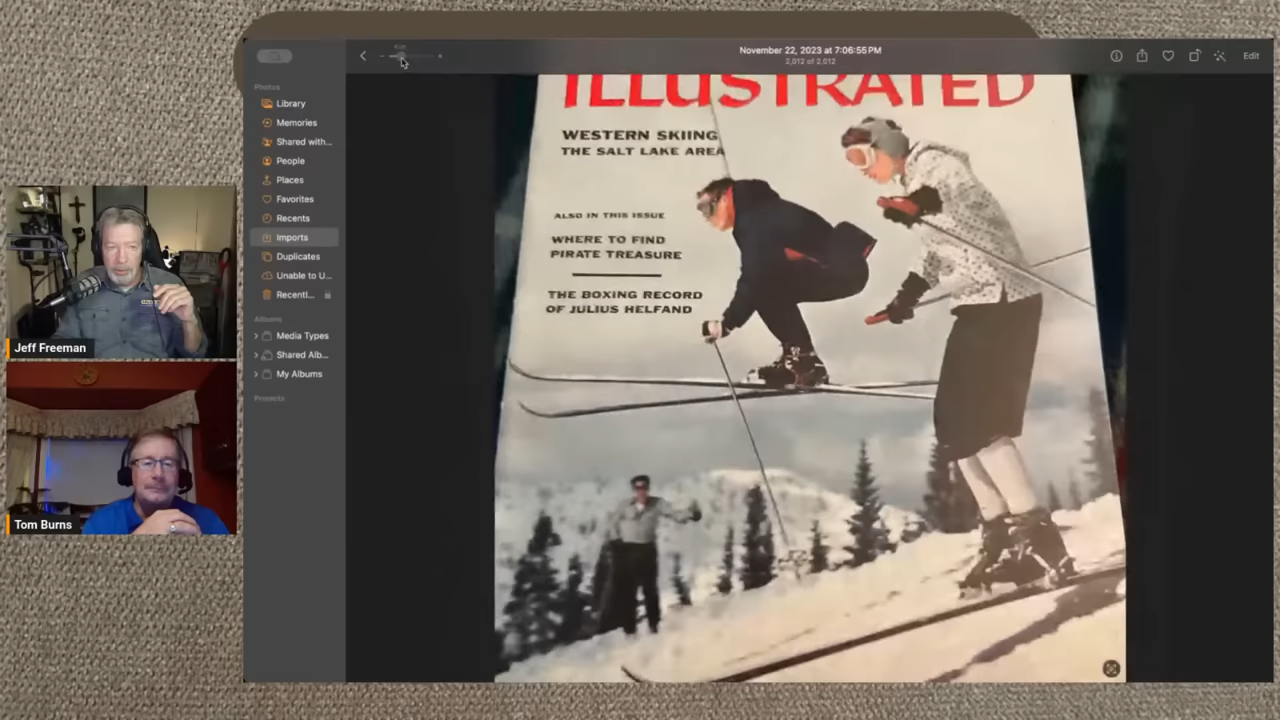 November 22, 2023 at 7:06:55 PM
2,012 of 2,012
Edit
Photos
Library
Memories
Shared with...
People
Places
Favorites
Recents
Imports
Duplicates
Unable to U...
Recentl...
Albums
Media Types
Shared Alb...
My Albums
Projects
ILLUSTRATED
WESTERN SKIING
THE SALT LAKE AREA
ALSO IN THIS ISSUE
WHERE TO FIND
PIRATE TREASURE
THE BOXING RECORD
OF JULIUS HELFAND
Jeff Freeman
Tom Burns